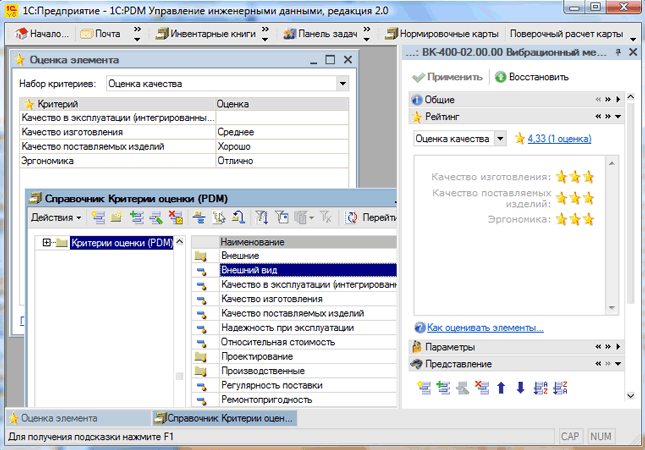 1С:Предприятие - 1С:PDM Управление инженерными данными, редакция 2.0
Начало... Почта Инвентарные книги Панель задач Нормировочные карты Поверочный расчет карты
Оценка элемента
Набор критериев: Оценка качества
Критерий Оценка
Качество в эксплуатации (интегрированны...
Качество изготовления Среднее
Качество поставляемых изделий Хорошо
Эргономика Отлично
Справочник Критерии оценки (PDM)
Действия Перейти
Критерии оценки (PDM)
Наименование
Внешние
Внешний вид
Качество в эксплуатации (интегрирован
Качество изготовления
Качество поставляемых изделий
Надежность при эксплуатации
Относительная стоимость
Проектирование
Производственные
Регулярность поставки
Ремонтопригодность
...: ВК-400-02.00.00 Вибрационный ме...
Применить Восстановить
Общие
Рейтинг
Оценка качества 4,33 (1 оценка)
Качество изготовления:
Качество поставляемых
изделий:
Эргономика:
Как оценивать элементы...
Параметры
Представление
Оценка элемента Справочник Критерии оцен...
Для получения подсказки нажмите F1 CAP NUM